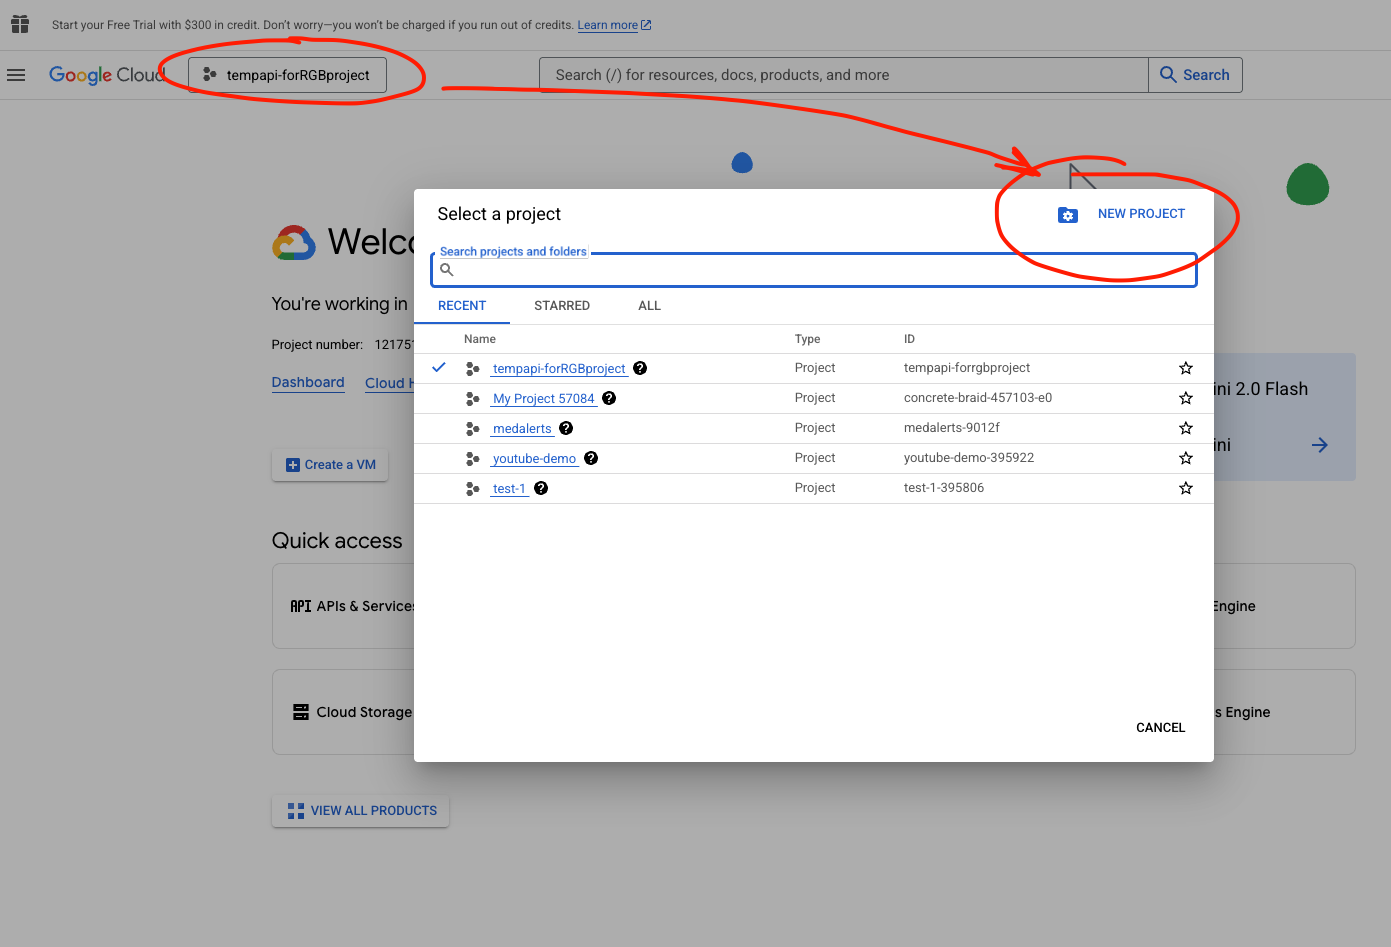 Start your Free Trial with $300 in credit. Don’t worry—you won’t be charged if you run out of credits. Learn more
Google Cloud
tempapi-forRGBproject
Search (/) for resources, docs, products, and more
Search
Select a project
NEW PROJECT
Search projects and folders
RECENT STARRED ALL
Name Type ID
tempapi-forRGBproject Project tempapi-forrgbproject
My Project 57084 Project concrete-braid-457103-e0
medalerts Project medalerts-9012f
youtube-demo Project youtube-demo-395922
test-1 Project test-1-395806
CANCEL
Welco
You're working in
Project number: 12175
Dashboard Cloud H
ini 2.0 Flash
ini
Create a VM
Quick access
API APIs & Services
Engine
Cloud Storage
s Engine
VIEW ALL PRODUCTS